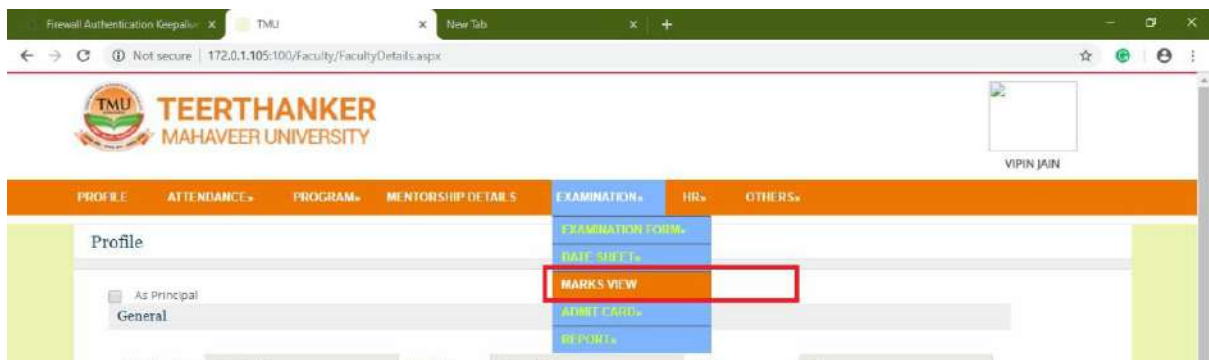 Firewall Authentication Keepaliv TMU New Tab
Not secure | 172.0.1.105:100/Faculty/FacultyDetails.aspx
TMU
TEERTHANKER
MAHAVEER UNIVERSITY
VIPIN JAIN
PROFILE ATTENDANCE» PROGRAM» MENTORSHIP DETAILS EXAMINATION» HR» OTHERS»
EXAMINATION FORM»
DATE SHEET»
MARKS VIEW
ADMIT CARD»
REPORT»
Profile
As Principal
General